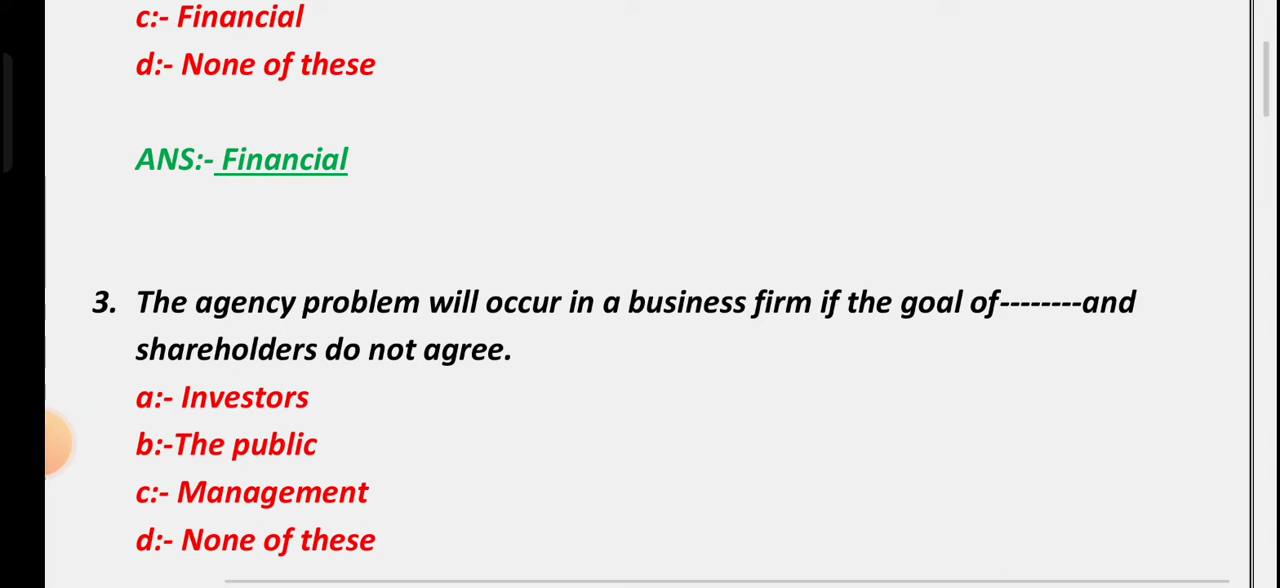 c:- Financial
d:- None of these
ANS:- Financial
3. The agency problem will occur in a business firm if the goal of--------and
shareholders do not agree.
a:- Investors
b:-The public
c:- Management
d:- None of these